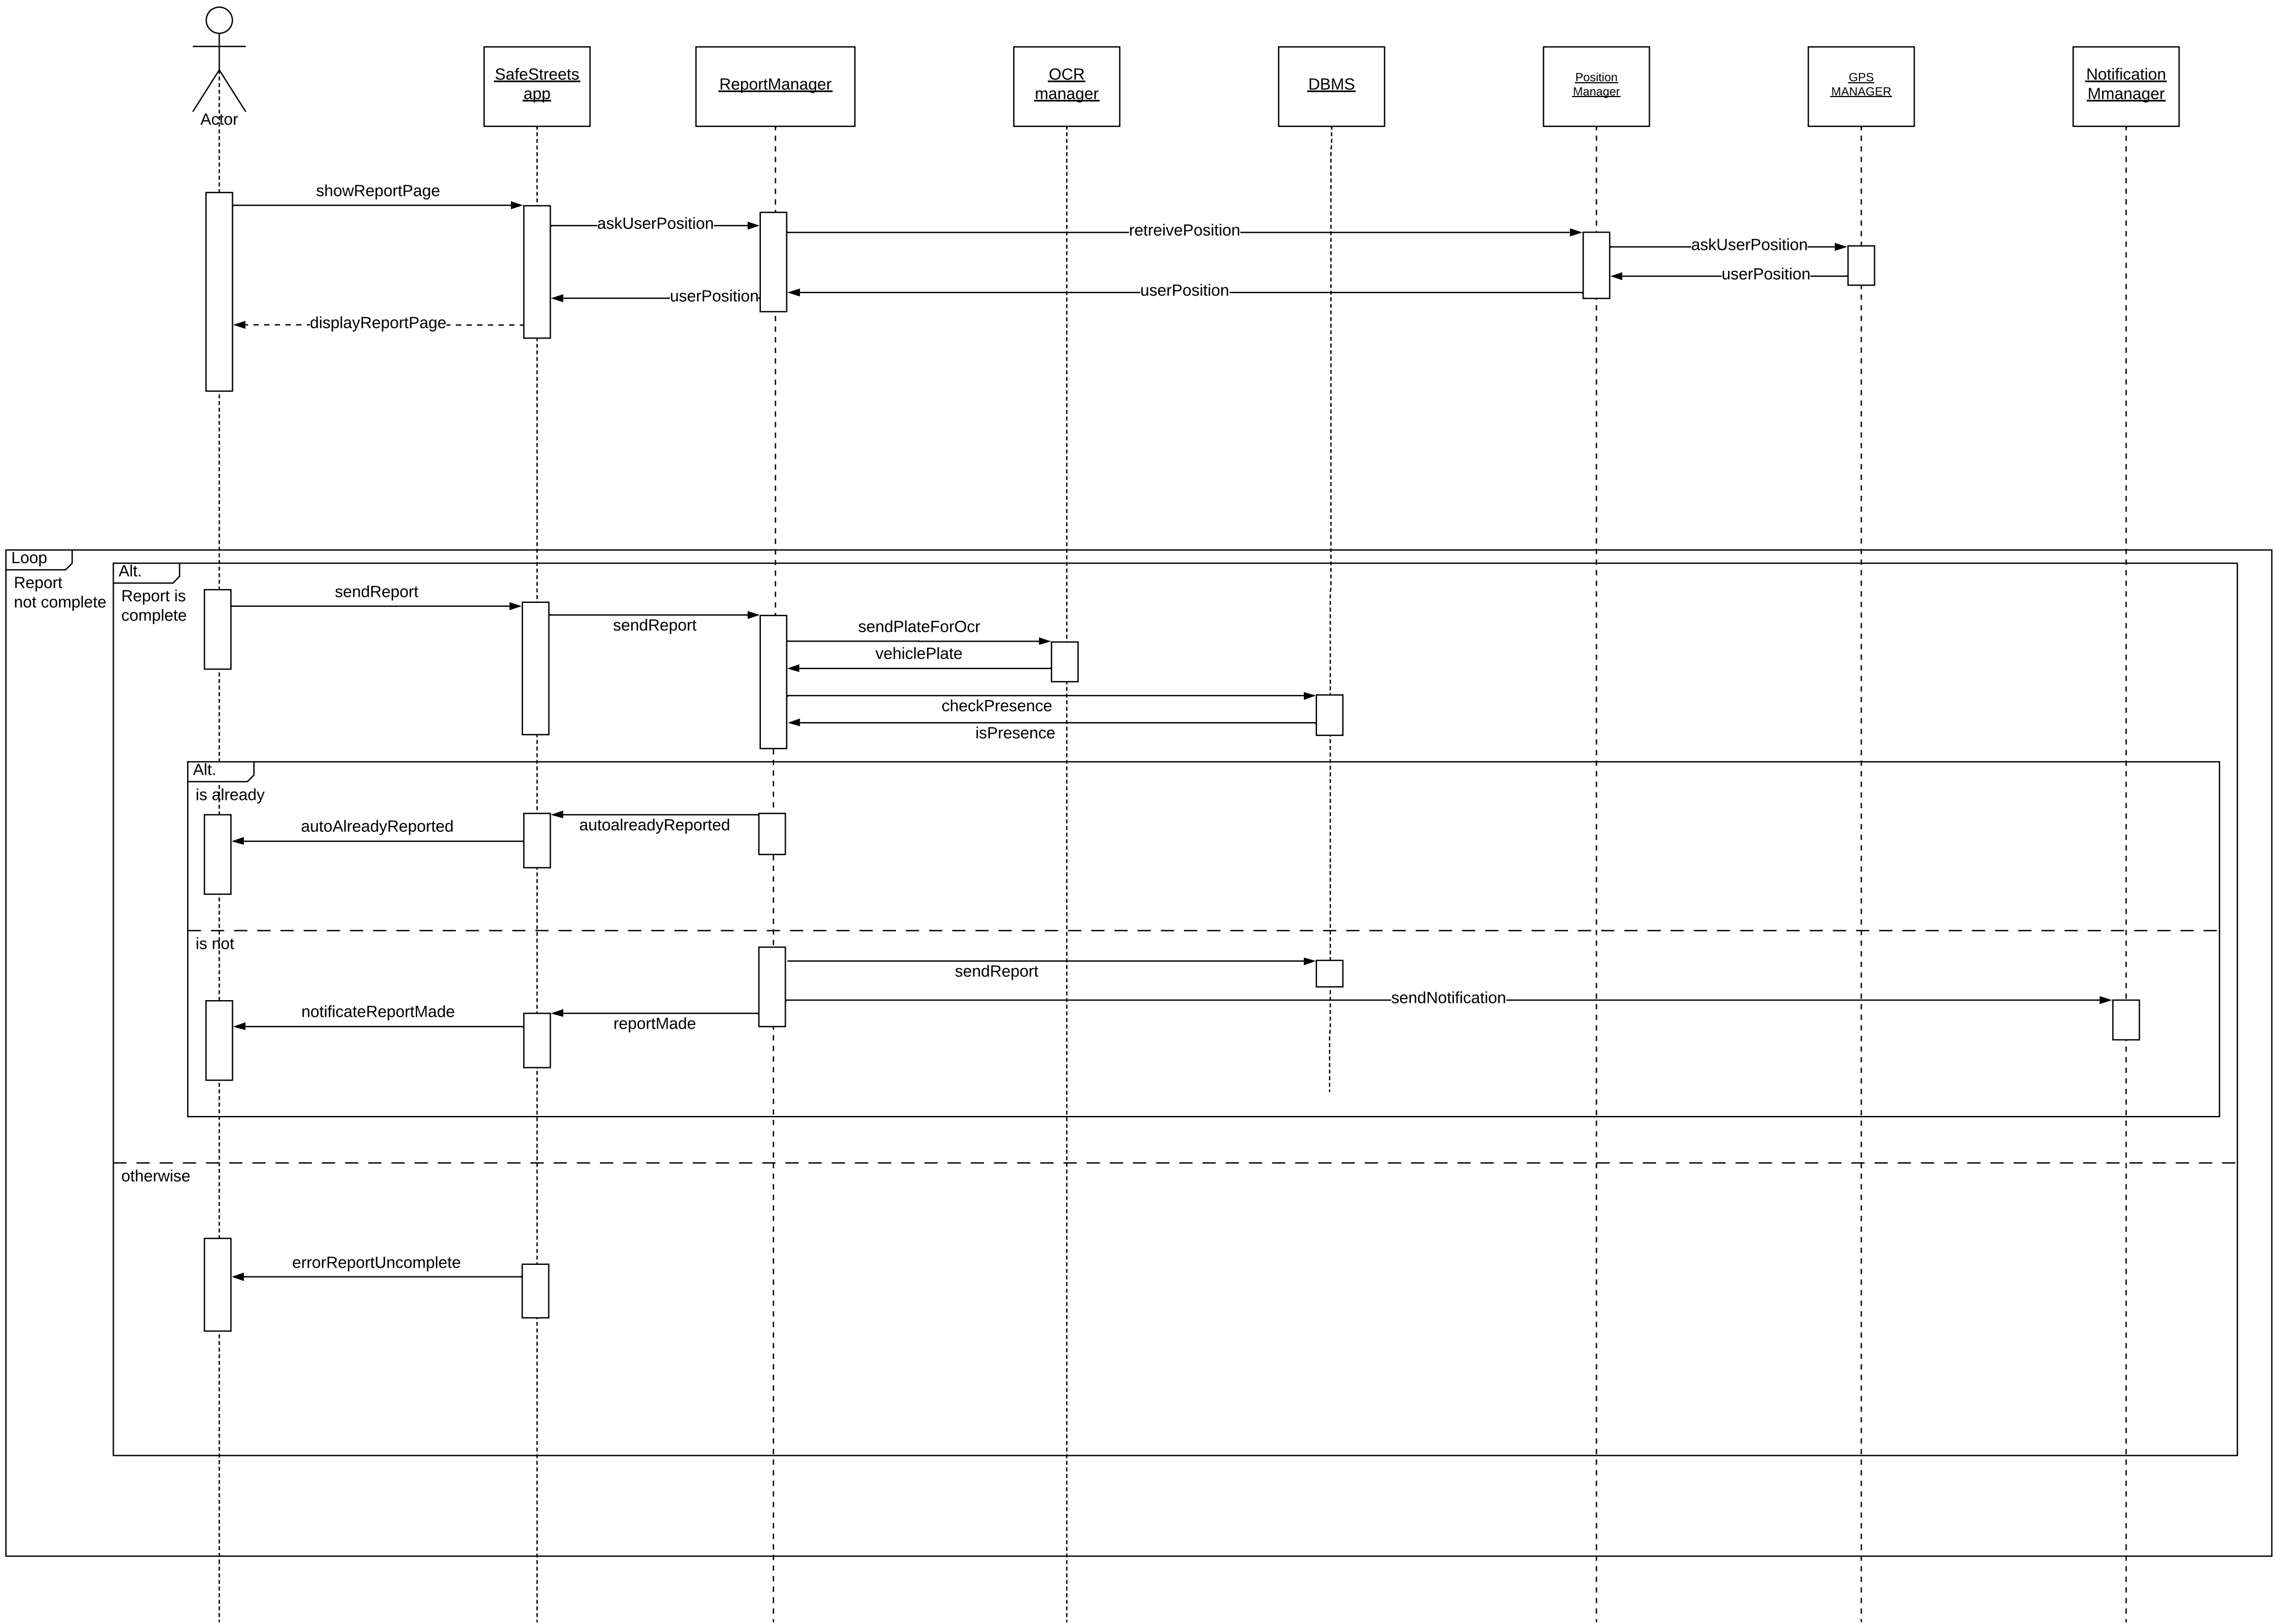 Actor
SafeStreets
app
ReportManager
OCR
manager
DBMS
Position
Manager
GPS
MANAGER
Notification
Mmanager
showReportPage
askUserPosition
retreivePosition
askUserPosition
userPosition
userPosition
userPosition
displayReportPage
Loop
Report
not complete
Alt.
Report is
complete
sendReport
sendReport
sendPlateForOcr
vehiclePlate
checkPresence
isPresence
Alt.
is already
autoalreadyReported
autoAlreadyReported
is not
sendReport
sendNotification
reportMade
notificateReportMade
otherwise
errorReportUncomplete